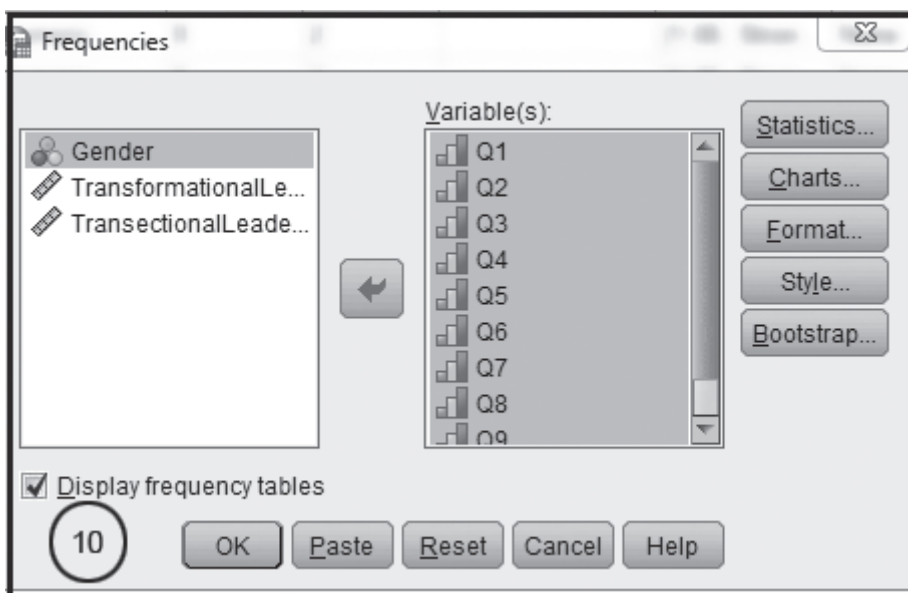 Frequencies
Variable(s):
Gender
TransformationalLe...
TransectionalLeade...
Q1
Q2
Q3
Q4
Q5
Q6
Q7
Q8
Q9
Statistics...
Charts...
Format...
Style...
Bootstrap...
Display frequency tables
10
OK Paste Reset Cancel Help